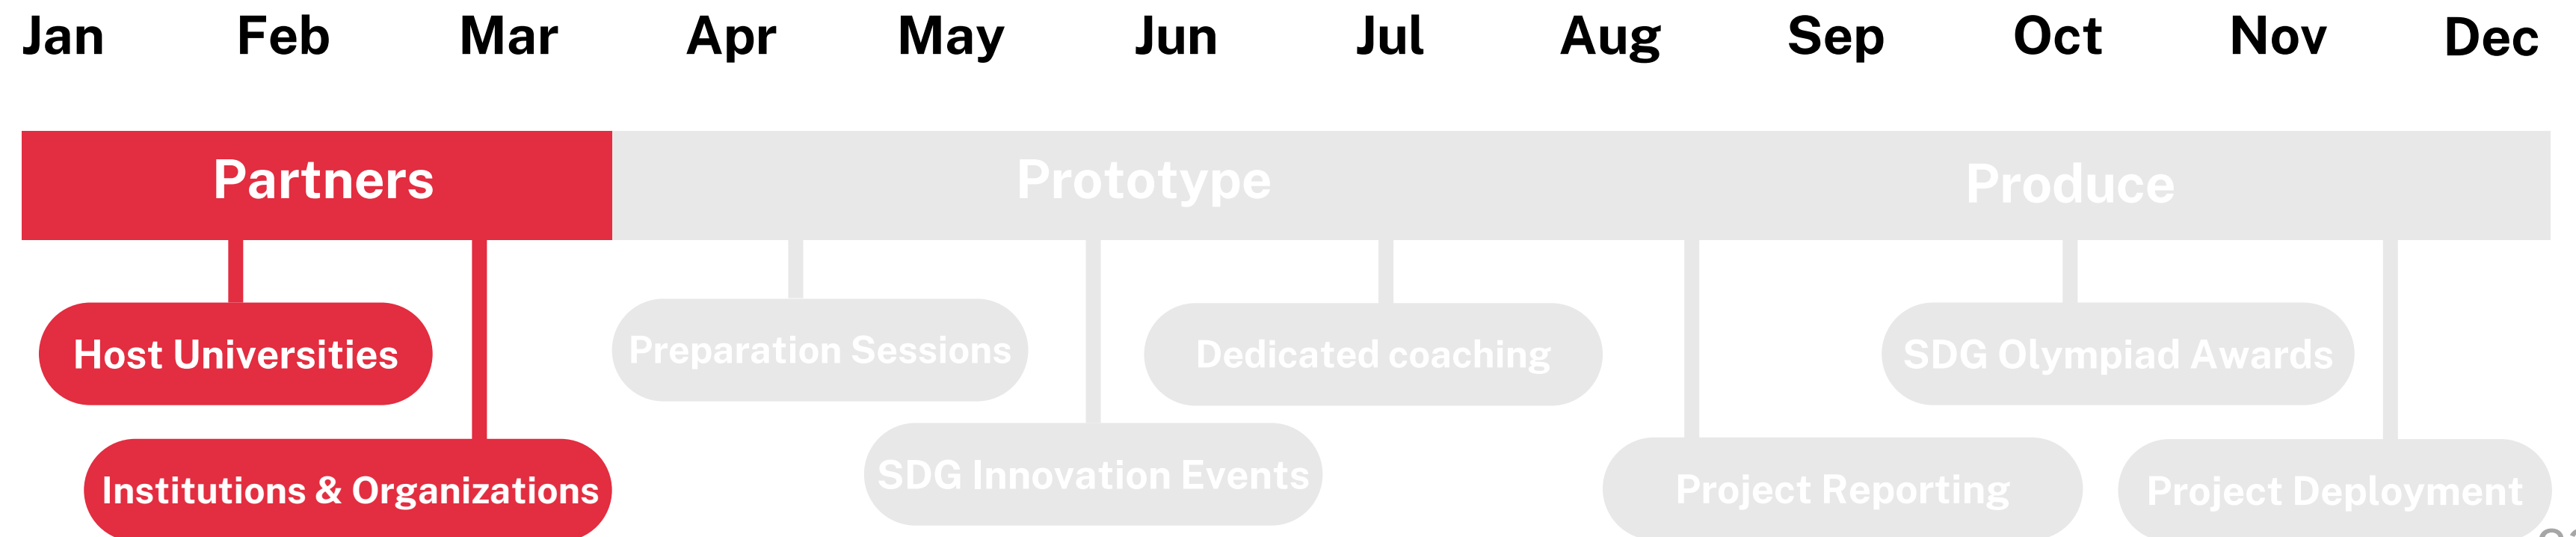 Jan Feb Mar Apr May Jun Jul Aug Sep Oct Nov Dec
Partners Prototype Produce
Host Universities Preparation Sessions Dedicated coaching SDG Olympiad Awards
Institutions & Organizations SDG Innovation Events Project Reporting Project Deployment